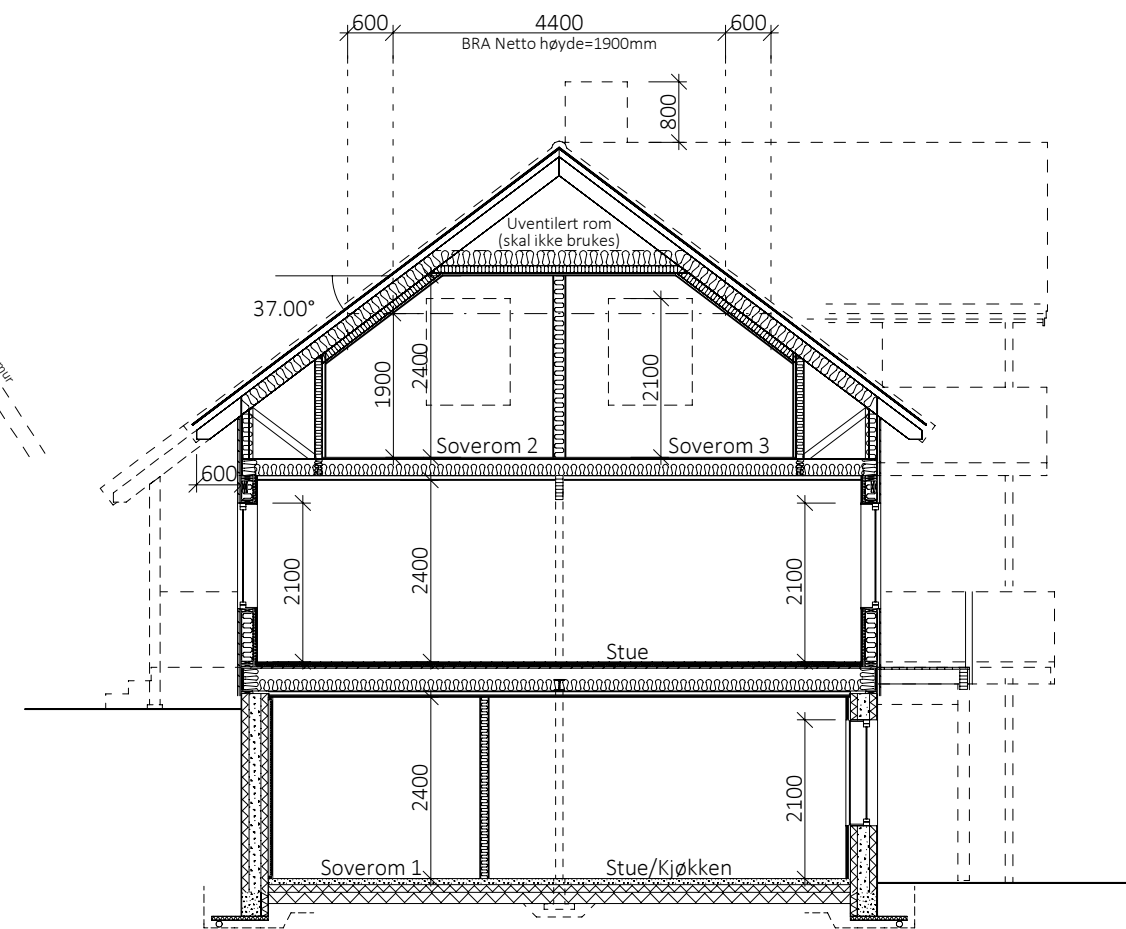 600 4400 600
BRA Netto høyde=1900mm
800
Uventilert rom
(skal ikke brukes)
37.00°
1900
2400
2100
Soverom 2
Soverom 3
600
2100
2400
2100
Stue
2400
2100
Soverom 1
Stue/Kjøkken